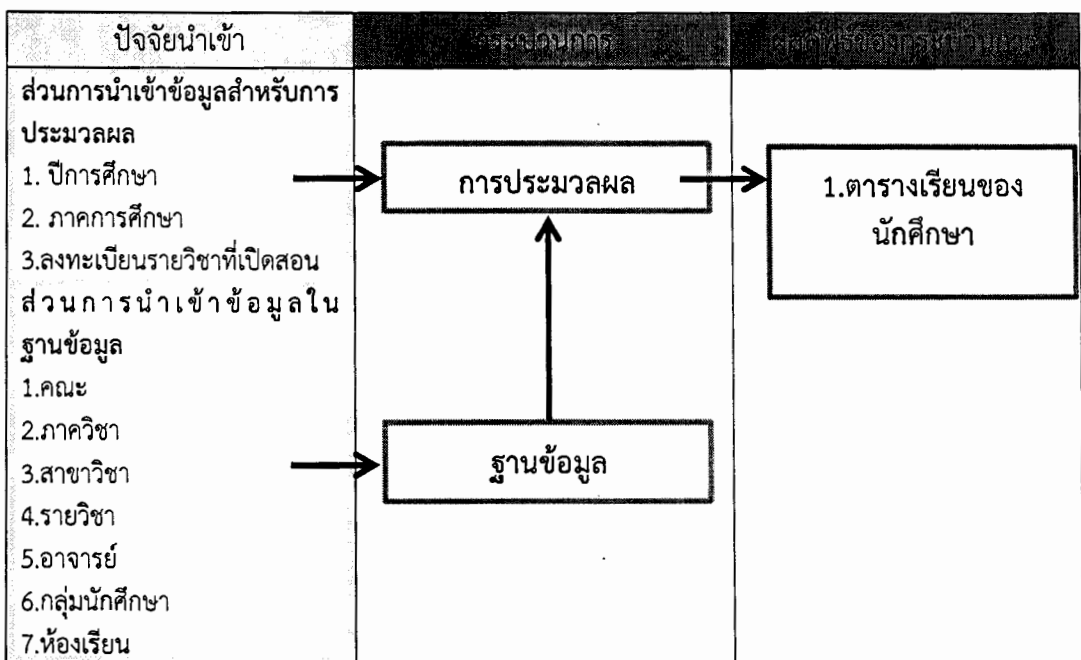 ปัจจัยนำเข้า
กระบวนการ
ส่วนการนำเข้าข้อมูลสำหรับการ
ประมวลผล
1. ปีการศึกษา
2. ภาคการศึกษา
3.ลงทะเบียนรายวิชาที่เปิดสอน
ส่วนการนำเข้าข้อมูลใน
ฐานข้อมูล
1.คณะ
2.ภาควิชา
3.สาขาวิชา
4.รายวิชา
5.อาจารย์
6.กลุ่มนักศึกษา
7.ห้องเรียน
การประมวลผล
ฐานข้อมูล
1.ตารางเรียนของ
นักศึกษา